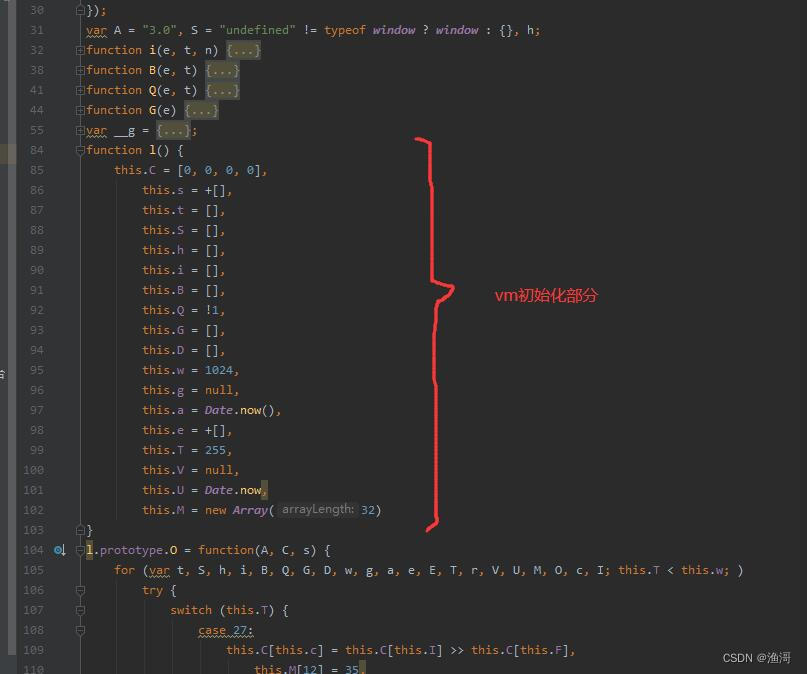 30 });
31 var A = "3.0", S = "undefined" != typeof window ? window : {}, h;
32 function i(e, t, n) {...}
38 function B(e, t) {...}
41 function Q(e, t) {...}
44 function G(e) {...}
55 var __g = {...};
84 function l() {
85 this.C = [0, 0, 0, 0],
86 this.s = +[],
87 this.t = [],
88 this.S = [],
89 this.h = [],
90 this.i = [],
91 this.B = [],
92 this.Q = !1,
93 this.G = [],
94 this.D = [],
95 this.w = 1024,
96 this.g = null,
97 this.a = Date.now(),
98 this.e = +[],
99 this.T = 255,
100 this.V = null,
101 this.U = Date.now,
102 this.M = new Array( arrayLength: 32)
103 }
104 l.prototype.O = function(A, C, s) {
105 for (var t, S, h, i, B, Q, G, D, w, g, a, e, E, T, r, V, U, M, O, c, I; this.T < this.w; )
106 try {
107 switch (this.T) {
108 case 27:
109 this.C[this.c] = this.C[this.I] >> this.C[this.F],
110 this.M[12] = 35,
vm初始化部分
CSDN @渔滒